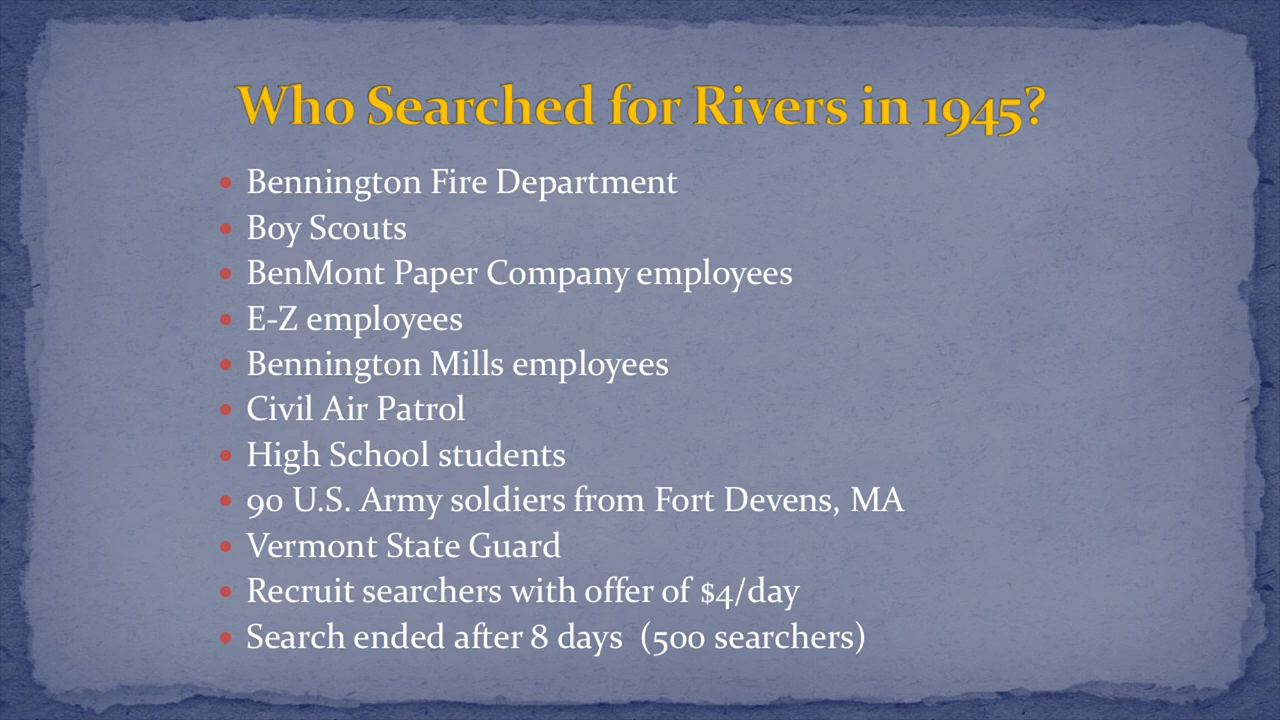 Who Searched for Rivers in 1945?
Bennington Fire Department
Boy Scouts
BenMont Paper Company employees
E-Z employees
Bennington Mills employees
Civil Air Patrol
High School students
90 U.S. Army soldiers from Fort Devens, MA
Vermont State Guard
Recruit searchers with offer of $4/day
Search ended after 8 days  (500 searchers)